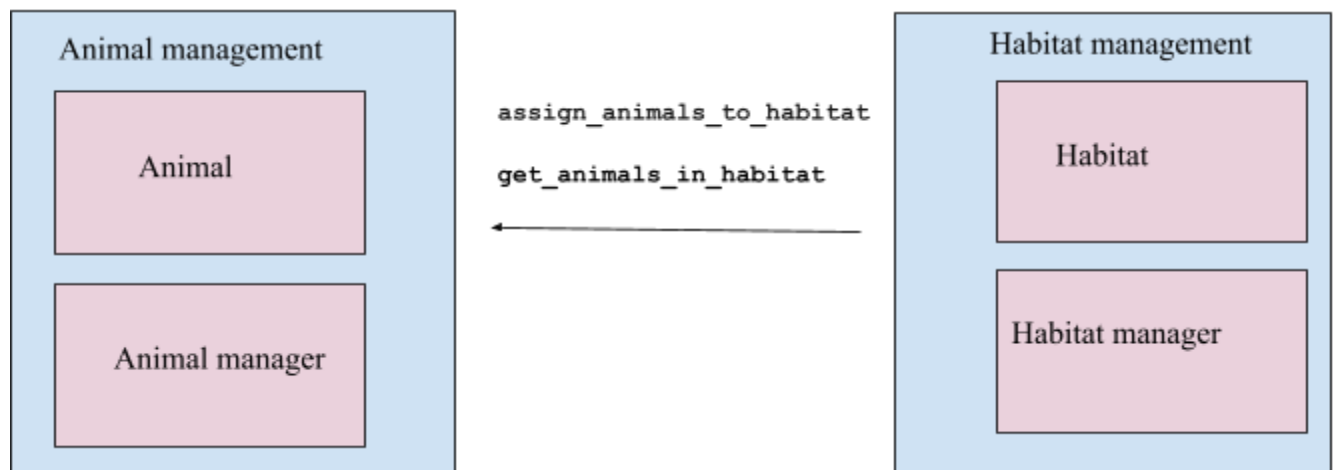 Animal management
Animal
Animal manager
assign_animals_to_habitat
get_animals_in_habitat
Habitat management
Habitat
Habitat manager